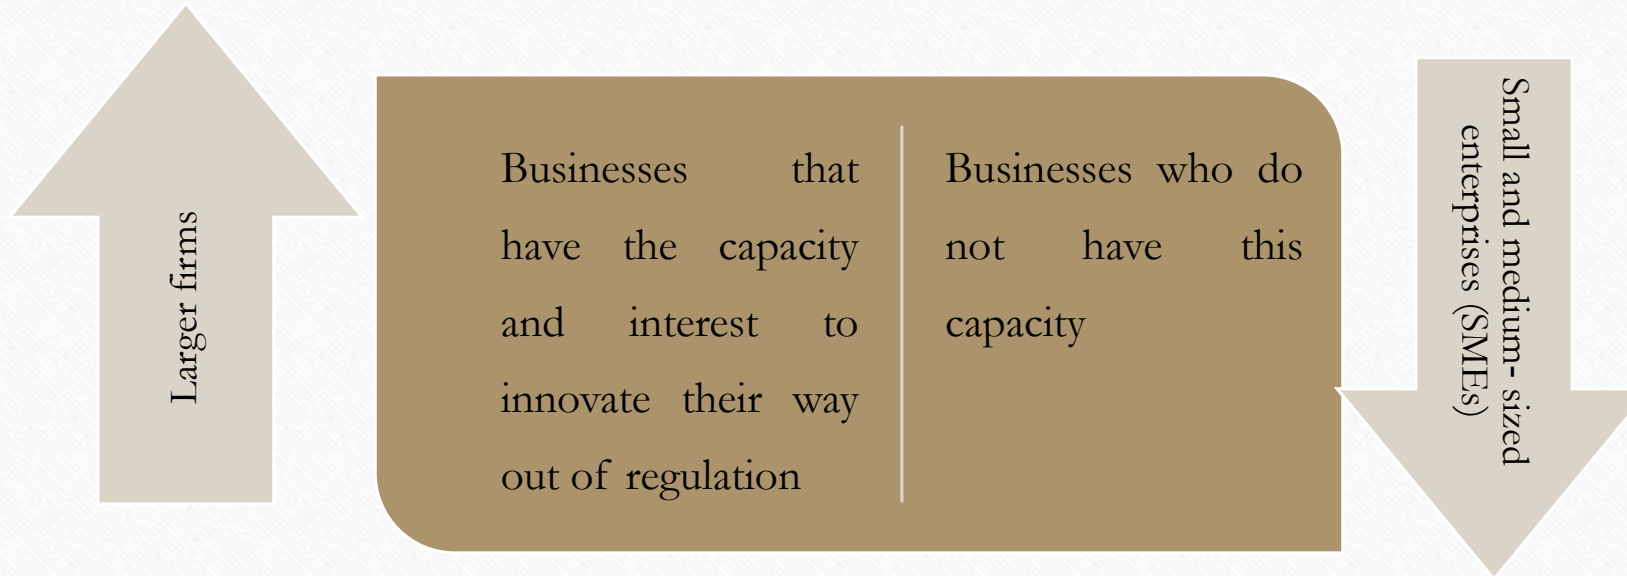 Larger firms
Businesses that
have the capacity
and interest to
innovate their way
out of regulation
Businesses who do
not have this
capacity
Small and medium- sized
enterprises (SMEs)